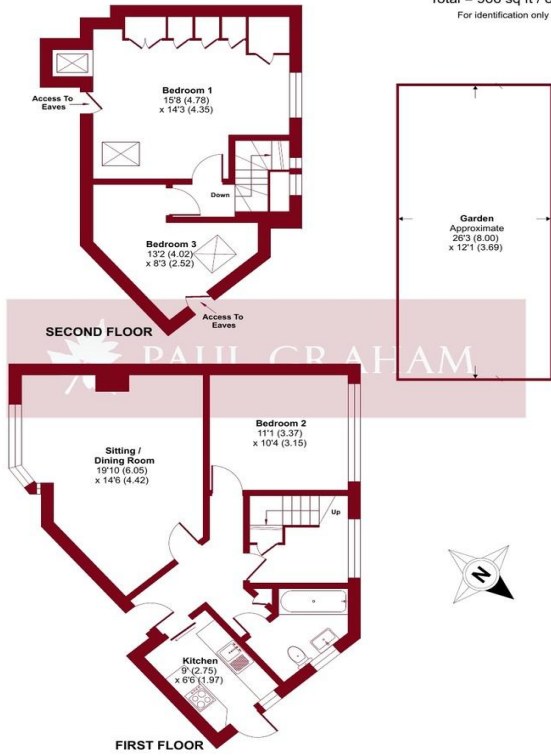 For identification only
Bedroom 1
15'8 (4.78)
x 14'3 (4.35)
Access To
Eaves
Down
Bedroom 3
13'2 (4.02)
x 8'3 (2.52)
Access To
Eaves
SECOND FLOOR
Garden
Approximate
26'3 (8.00)
x 12'1 (3.69)
PAUL GRAHAM
Sitting /
Dining Room
19'10 (6.05)
x 14'6 (4.42)
Bedroom 2
11'1 (3.37)
x 10'4 (3.15)
Up
N
Kitchen
9' (2.75)
x 6'6 (1.97)
FIRST FLOOR